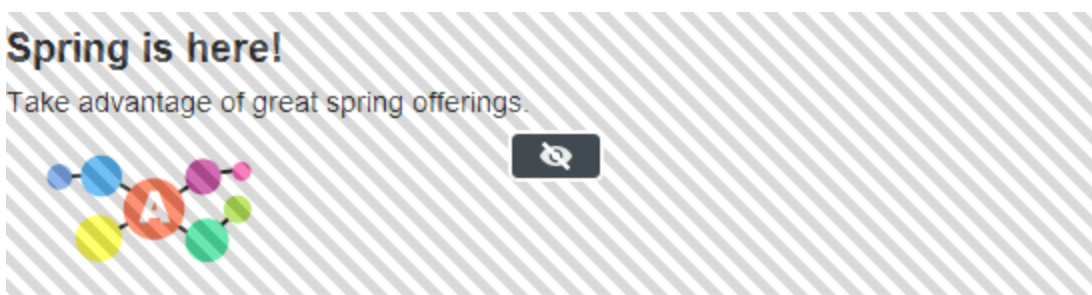 Spring is here!
Take advantage of great spring offerings.
A